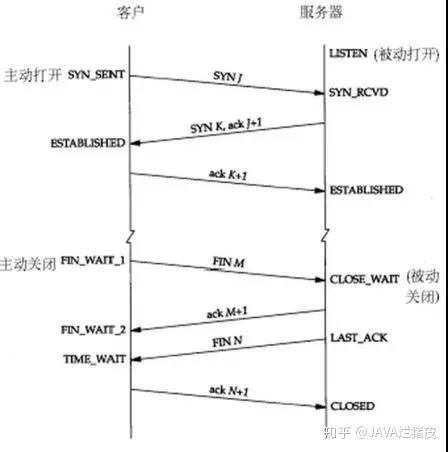 客户 服务器
LISTEN (被动打开)
主动打开 SYN_SENT SYN J
SYN_RCVD
SYN K, ack J+1
ESTABLISHED
ack K+1
ESTABLISHED
主动关闭 FIN_WAIT_1 FIN M
CLOSE_WAIT (被动
关闭)
ack M+1
FIN_WAIT_2
FIN N LAST_ACK
TIME_WAIT
ack N+1
CLOSED
知乎 @JAVA烂猪皮